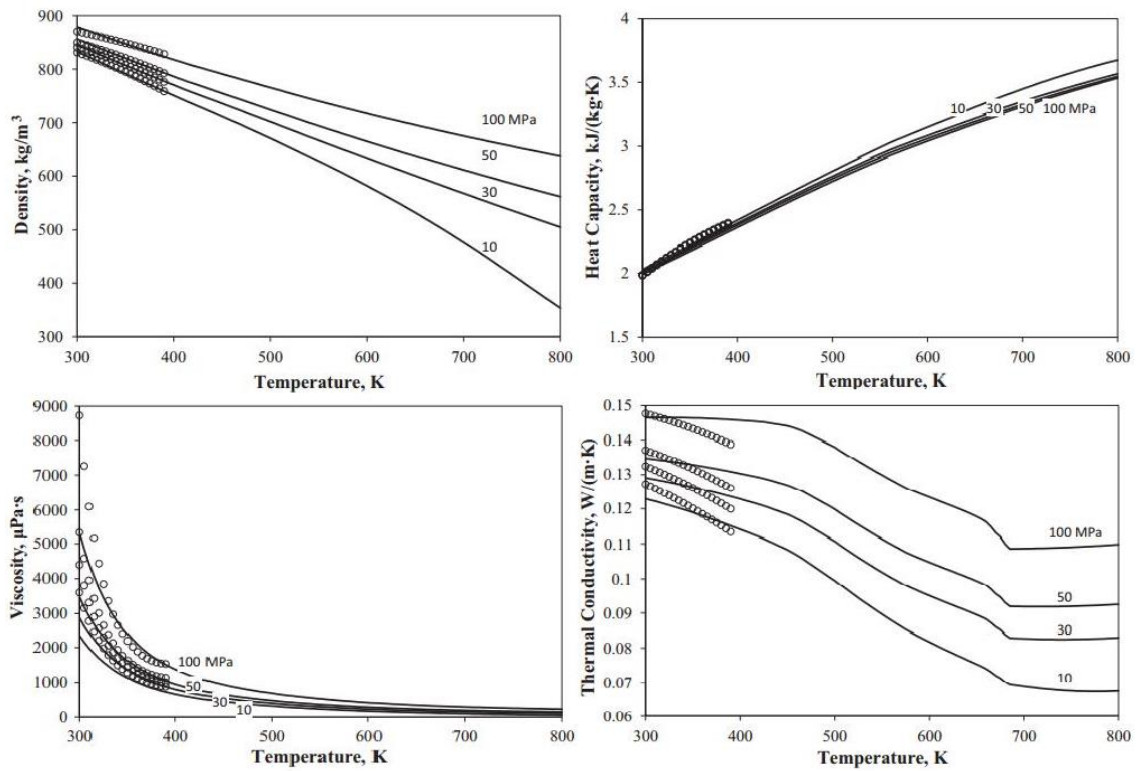 Density, kg/m³
900
800
700
600
500
400
300
100 MPa
50
30
10
300 400 500 600 700 800
Temperature, K
Heat Capacity, kJ/(kg·K)
4
3.5
3
2.5
2
1.5
10 30 50 100 MPa
300 400 500 600 700 800
Temperature, K
Viscosity, µPa·s
9000
8000
7000
6000
5000
4000
3000
2000
1000
0
100 MPa
50
30
10
300 400 500 600 700 800
Temperature, K
Thermal Conductivity, W/(m·K)
0.15
0.14
0.13
0.12
0.11
0.1
0.09
0.08
0.07
0.06
100 MPa
50
30
10
300 400 500 600 700 800
Temperature, K